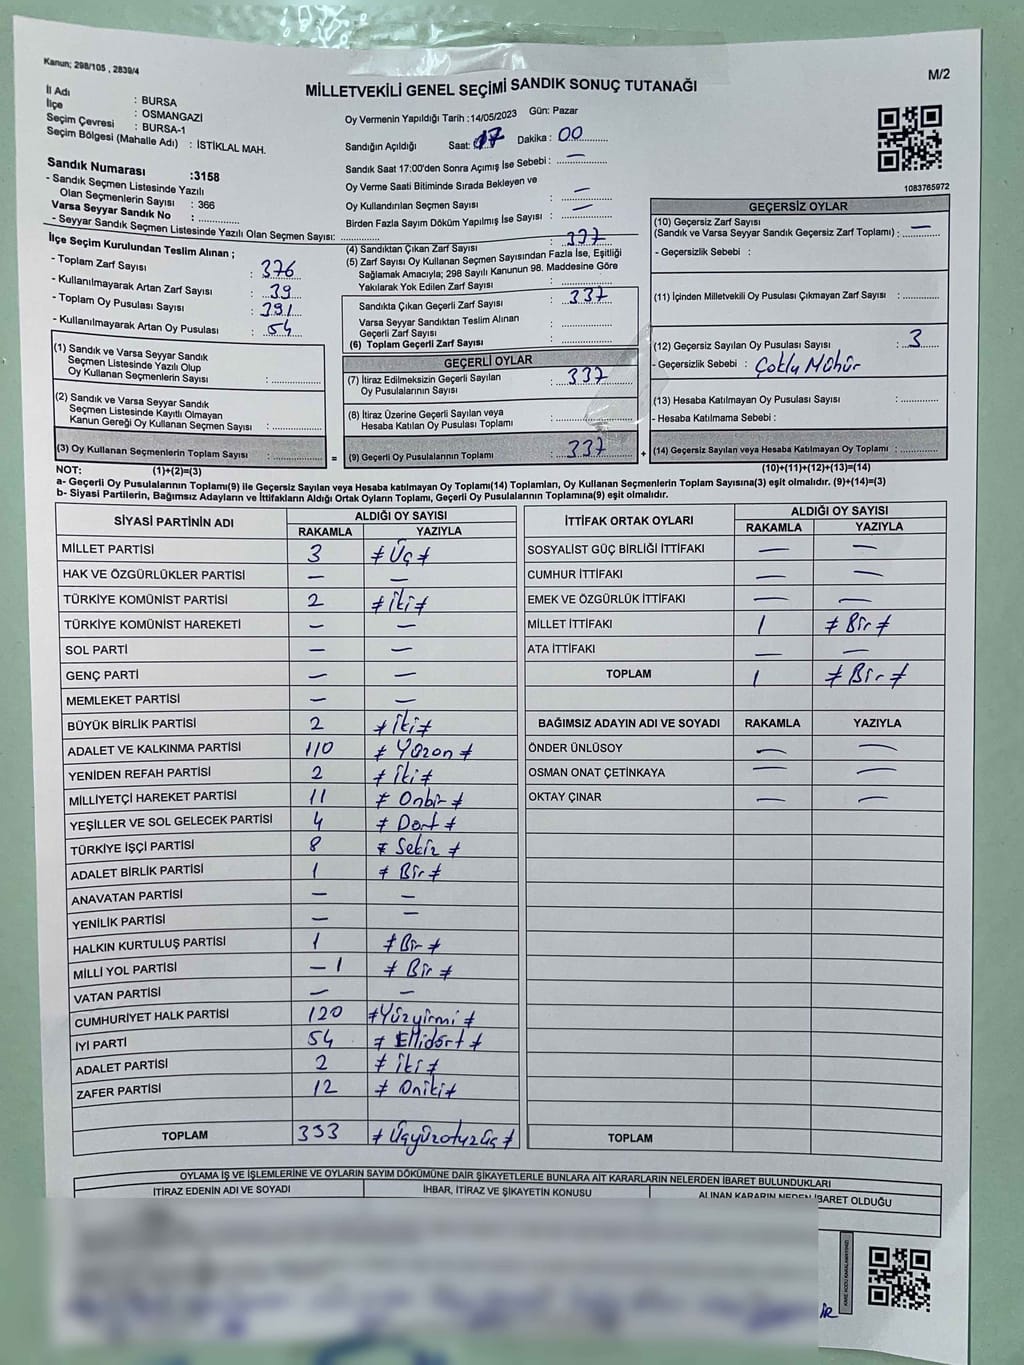 Kanun; 298/105 , 2839/4
M/2
MİLLETVEKİLİ GENEL SEÇİMİ SANDIK SONUÇ TUTANAĞI
İl Adı : BURSA
İlçe : OSMANGAZİ
Seçim Çevresi : BURSA-1
Seçim Bölgesi (Mahalle Adı) : İSTİKLAL MAH.
Sandık Numarası :3158
- Sandık Seçmen Listesinde Yazılı
Olan Seçmenlerin Sayısı : 366
Varsa Seyyar Sandık No :
- Seyyar Sandık Seçmen Listesinde Yazılı Olan Seçmen Sayısı:
İlçe Seçim Kurulundan Teslim Alınan ;
- Toplam Zarf Sayısı : 376
- Kullanılmayarak Artan Zarf Sayısı : 39
- Toplam Oy Pusulası Sayısı : 391
- Kullanılmayarak Artan Oy Pusulası : 54
(1) Sandık ve Varsa Seyyar Sandık
Seçmen Listesinde Yazılı Olup
Oy Kullanan Seçmenlerin Sayısı :
(2) Sandık ve Varsa Seyyar Sandık
Seçmen Listesinde Kayıtlı Olmayan
Kanun Gereği Oy Kullanan Seçmen Sayısı :
(3) Oy Kullanan Seçmenlerin Toplam Sayısı :
Oy Vermenin Yapıldığı Tarih :14/05/2023 Gün: Pazar
Sandığın Açıldığı Saat: 17 Dakika : 00
Sandık Saat 17:00'den Sonra Açımış İse Sebebi : —
Oy Verme Saati Bitiminde Sırada Bekleyen ve
Oy Kullandırılan Seçmen Sayısı : —
Birden Fazla Sayım Döküm Yapılmış İse Sayısı : —
(4) Sandıktan Çıkan Zarf Sayısı : 337
(5) Zarf Sayısı Oy Kullanan Seçmen Sayısından Fazla İse, Eşitliği
Sağlamak Amacıyla; 298 Sayılı Kanunun 98. Maddesine Göre
Yakılarak Yok Edilen Zarf Sayısı :
Sandıkta Çıkan Geçerli Zarf Sayısı : 337
Varsa Seyyar Sandıktan Teslim Alınan
Geçerli Zarf Sayısı :
(6) Toplam Geçerli Zarf Sayısı :
GEÇERLİ OYLAR
(7) İtiraz Edilmeksizin Geçerli Sayılan
Oy Pusulalarının Sayısı : 337
(8) İtiraz Üzerine Geçerli Sayılan veya
Hesaba Katılan Oy Pusulası Toplamı :
= (9) Geçerli Oy Pusulalarının Toplamı : 337 +
1083765972
GEÇERSİZ OYLAR
(10) Geçersiz Zarf Sayısı
(Sandık ve Varsa Seyyar Sandık Geçersiz Zarf Toplamı) : —
- Geçersizlik Sebebi :
(11) İçinden Milletvekili Oy Pusulası Çıkmayan Zarf Sayısı :
(12) Geçersiz Sayılan Oy Pusulası Sayısı : 3
- Geçersizlik Sebebi : Çoklu Mühür
(13) Hesaba Katılmayan Oy Pusulası Sayısı :
- Hesaba Katılmama Sebebi :
(14) Geçersiz Sayılan veya Hesaba Katılmayan Oy Toplamı :
NOT: (1)+(2)=(3) (10)+(11)+(12)+(13)=(14)
a- Geçerli Oy Pusulalarının Toplamı(9) ile Geçersiz Sayılan veya Hesaba katılmayan Oy Toplamı(14) Toplamları, Oy Kullanan Seçmenlerin Toplam Sayısına(3) eşit olmalıdır. (9)+(14)=(3)
b- Siyasi Partilerin, Bağımsız Adayların ve İttifakların Aldığı Ortak Oyların Toplamı, Geçerli Oy Pusulalarının Toplamına(9) eşit olmalıdır.
SİYASİ PARTİNİN ADI ALDIĞI OY SAYISI
RAKAMLA YAZIYLA
MİLLET PARTİSİ 3 ≠ Üç ≠
HAK VE ÖZGÜRLÜKLER PARTİSİ — —
TÜRKİYE KOMÜNİST PARTİSİ 2 ≠ İki ≠
TÜRKİYE KOMÜNİST HAREKETİ — —
SOL PARTİ — —
GENÇ PARTİ — —
MEMLEKET PARTİSİ — —
BÜYÜK BİRLİK PARTİSİ 2 ≠ İki ≠
ADALET VE KALKINMA PARTİSİ 110 ≠ Yüzon ≠
YENİDEN REFAH PARTİSİ 2 ≠ İki ≠
MİLLİYETÇİ HAREKET PARTİSİ 11 ≠ Onbir ≠
YEŞİLLER VE SOL GELECEK PARTİSİ 4 ≠ Dört ≠
TÜRKİYE İŞÇİ PARTİSİ 8 ≠ Sekiz ≠
ADALET BİRLİK PARTİSİ 1 ≠ Bir ≠
ANAVATAN PARTİSİ — —
YENİLİK PARTİSİ — —
HALKIN KURTULUŞ PARTİSİ 1 ≠ Bir ≠
MİLLİ YOL PARTİSİ — 1 ≠ Bir ≠
VATAN PARTİSİ — —
CUMHURİYET HALK PARTİSİ 120 ≠ Yüzyirmi ≠
İYİ PARTİ 54 ≠ Ellidört ≠
ADALET PARTİSİ 2 ≠ İki ≠
ZAFER PARTİSİ 12 ≠ Oniki ≠
TOPLAM 333 ≠ Üçyüzotuzüç ≠
İTTİFAK ORTAK OYLARI ALDIĞI OY SAYISI
RAKAMLA YAZIYLA
SOSYALİST GÜÇ BİRLİĞİ İTTİFAKI — —
CUMHUR İTTİFAKI — —
EMEK VE ÖZGÜRLÜK İTTİFAKI — —
MİLLET İTTİFAKI 1 ≠ Bir ≠
ATA İTTİFAKI — —
TOPLAM 1 ≠ Bir ≠
BAĞIMSIZ ADAYIN ADI VE SOYADI RAKAMLA YAZIYLA
ÖNDER ÜNLÜSOY — —
OSMAN ONAT ÇETİNKAYA — —
OKTAY ÇINAR — —
TOPLAM
OYLAMA İŞ VE İŞLEMLERİNE VE OYLARIN SAYIM DÖKÜMÜNE DAİR ŞİKAYETLERLE BUNLARA AİT KARARLARIN NELERDEN İBARET BULUNDUKLARI
İTİRAZ EDENİN ADI VE SOYADI İHBAR, İTİRAZ VE ŞİKAYETİN KONUSU ALINAN KARARIN NEDEN İBARET OLDUĞU